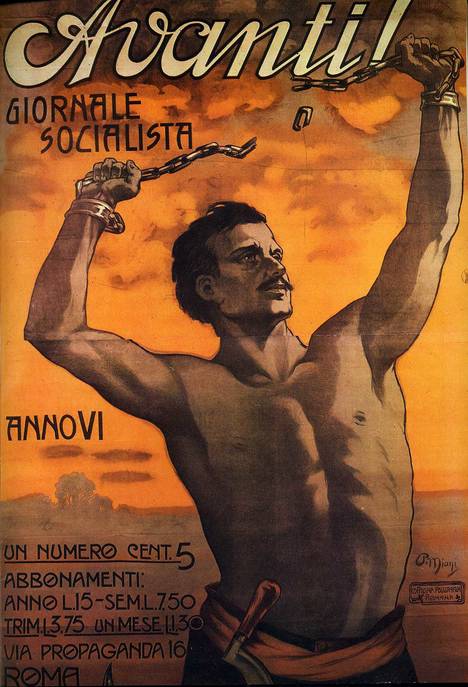 Avanti!
GIORNALE
SOCIALISTA
ANNO VI
UN NUMERO CENT. 5
ABBONAMENTI:
ANNO L.15-SEM.L.7,50
TRIM.L.3,75 UN MESE L.1.30
VIA PROPAGANDA 16
ROMA